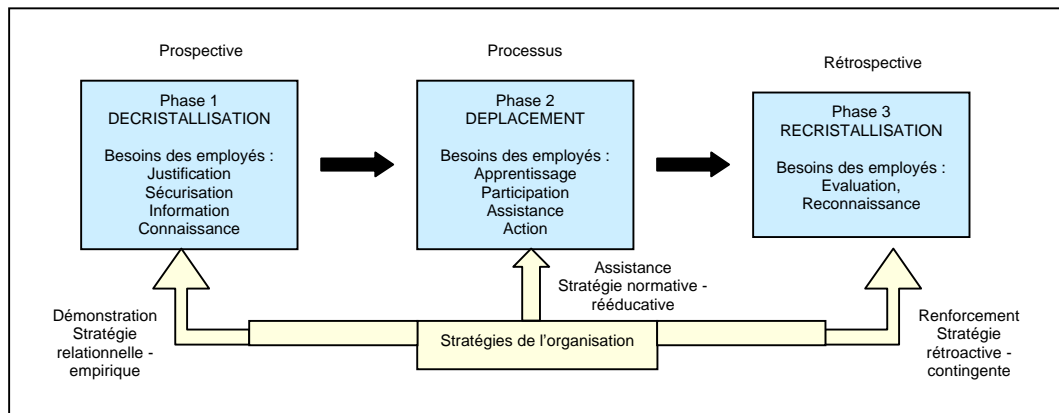 Prospective
Processus
Rétrospective
Phase 1
DECRISTALLISATION
Besoins des employés :
Justification
Sécurisation
Information
Connaissance
Phase 2
DEPLACEMENT
Besoins des employés :
Apprentissage
Participation
Assistance
Action
Phase 3
RECRISTALLISATION
Besoins des employés :
Evaluation,
Reconnaissance
Démonstration
Stratégie
relationnelle -
empirique
Assistance
Stratégie normative -
rééducative
Stratégies de l'organisation
Renforcement
Stratégie
rétroactive -
contingente